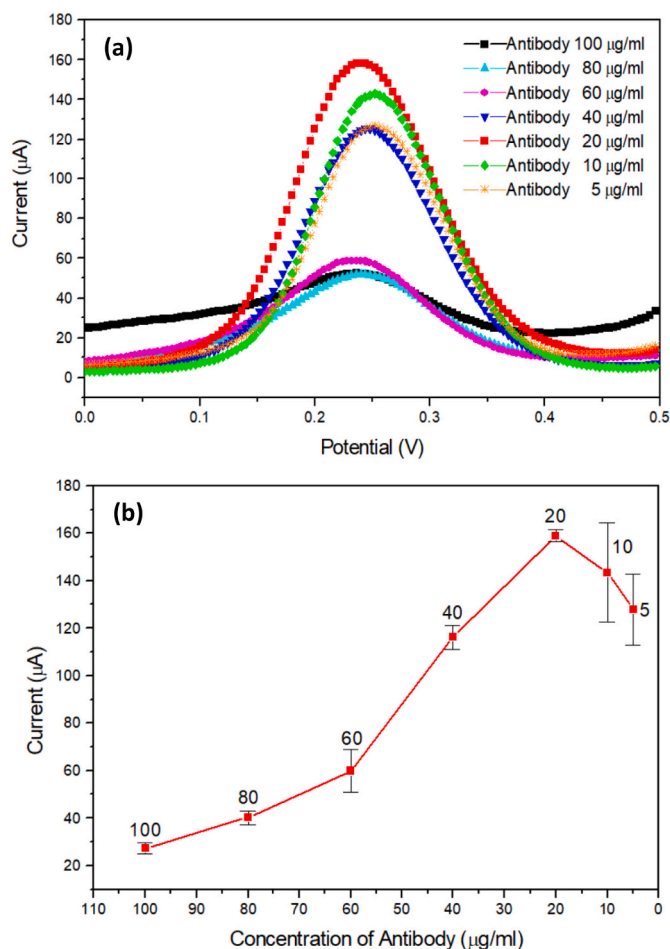 (a)
Antibody 100 μg/ml
Antibody 80 μg/ml
Antibody 60 μg/ml
Antibody 40 μg/ml
Antibody 20 μg/ml
Antibody 10 μg/ml
Antibody 5 μg/ml
180
160
140
120
100
80
60
40
20
0
Current (μA)
0.0 0.1 0.2 0.3 0.4 0.5
Potential (V)
(b)
180
160
140
120
100
80
60
40
20
Current (μA)
100
80
60
40
20
10
5
110 100 90 80 70 60 50 40 30 20 10 0
Concentration of Antibody (μg/ml)